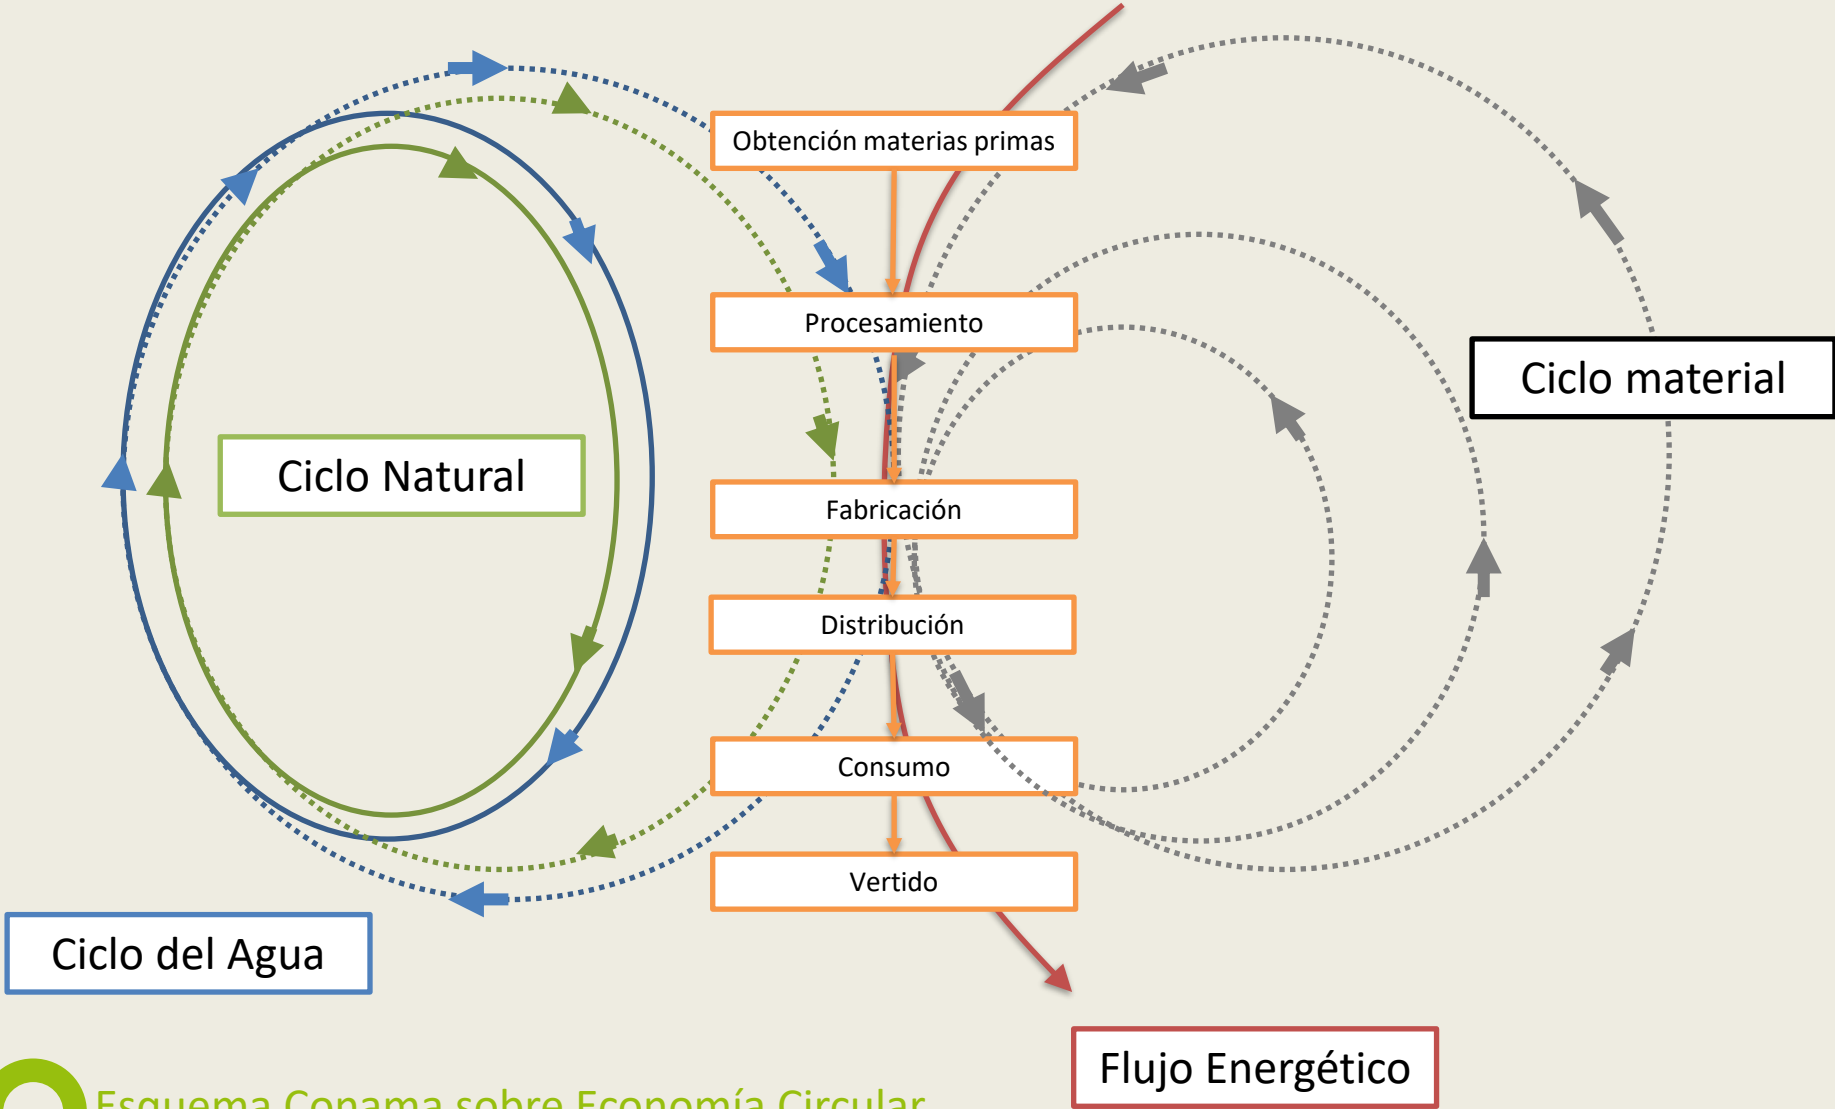 Obtención materias primas
Procesamiento
Ciclo material
Ciclo Natural
Fabricación
Distribución
Consumo
Vertido
Ciclo del Agua
Flujo Energético
Esquema Conama sobre Economía Circular